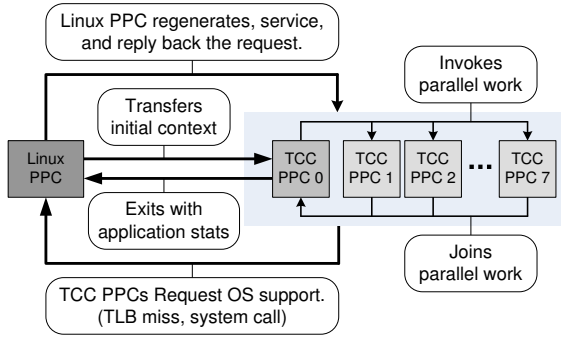 Linux PPC regenerates, service,
and reply back the request.
Invokes
parallel work
Transfers
initial context
Linux
PPC
TCC
PPC 0
TCC
PPC 1
TCC
PPC 2
...
TCC
PPC 7
Exits with
application stats
Joins
parallel work
TCC PPCs Request OS support.
(TLB miss, system call)